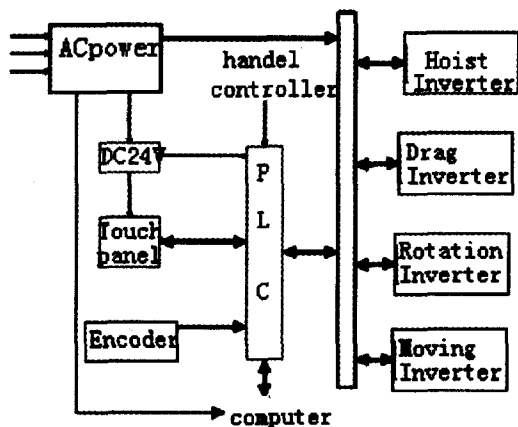 ACpower
handel
controller
Hoist
Inverter
DC24V
P
L
C
Drag
Inverter
Touch
panel
Rotation
Inverter
Encoder
Moving
Inverter
computer